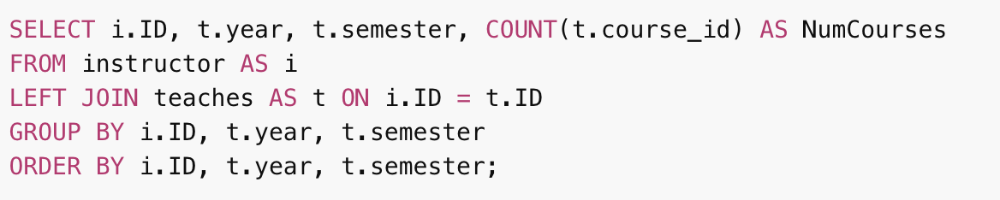 SELECT i.ID, t.year, t.semester, COUNT(t.course_id) AS NumCourses
FROM instructor AS i
LEFT JOIN teaches AS t ON i.ID = t.ID
GROUP BY i.ID, t.year, t.semester
ORDER BY i.ID, t.year, t.semester;